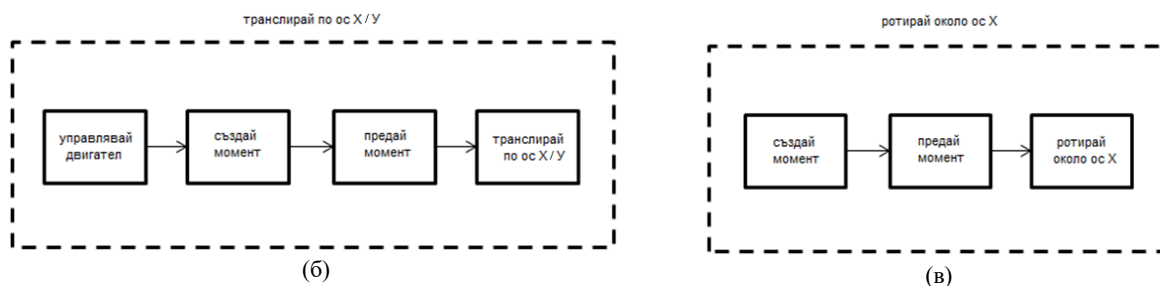 транслирай по ос X / У
управлявай
двигател
създай
момент
предай
момент
транслирай
по ос X / У
(б)
ротирай около ос X
създай
момент
предай
момент
ротирай
около ос X
(в)